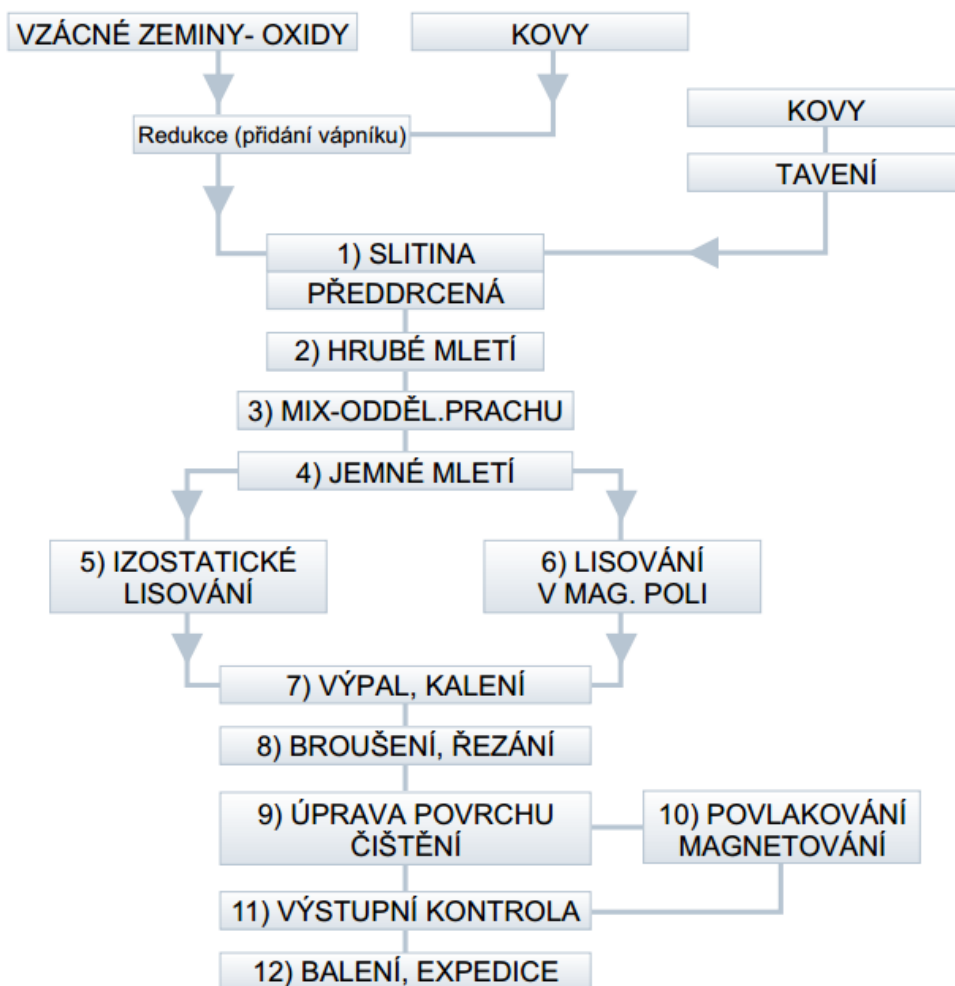 VZÁCNÉ ZEMINY- OXIDY
KOVY
Redukce (přidání vápníku)
KOVY
TAVENÍ
1) SLITINA
PŘEDDRCENÁ
2) HRUBÉ MLETÍ
3) MIX-ODDĚL.PRACHU
4) JEMNÉ MLETÍ
5) IZOSTATICKÉ
LISOVÁNÍ
6) LISOVÁNÍ
V MAG. POLI
7) VÝPAL, KALENÍ
8) BROUŠENÍ, ŘEZÁNÍ
9) ÚPRAVA POVRCHU
ČIŠTĚNÍ
10) POVLAKOVÁNÍ
MAGNETOVÁNÍ
11) VÝSTUPNÍ KONTROLA
12) BALENÍ, EXPEDICE